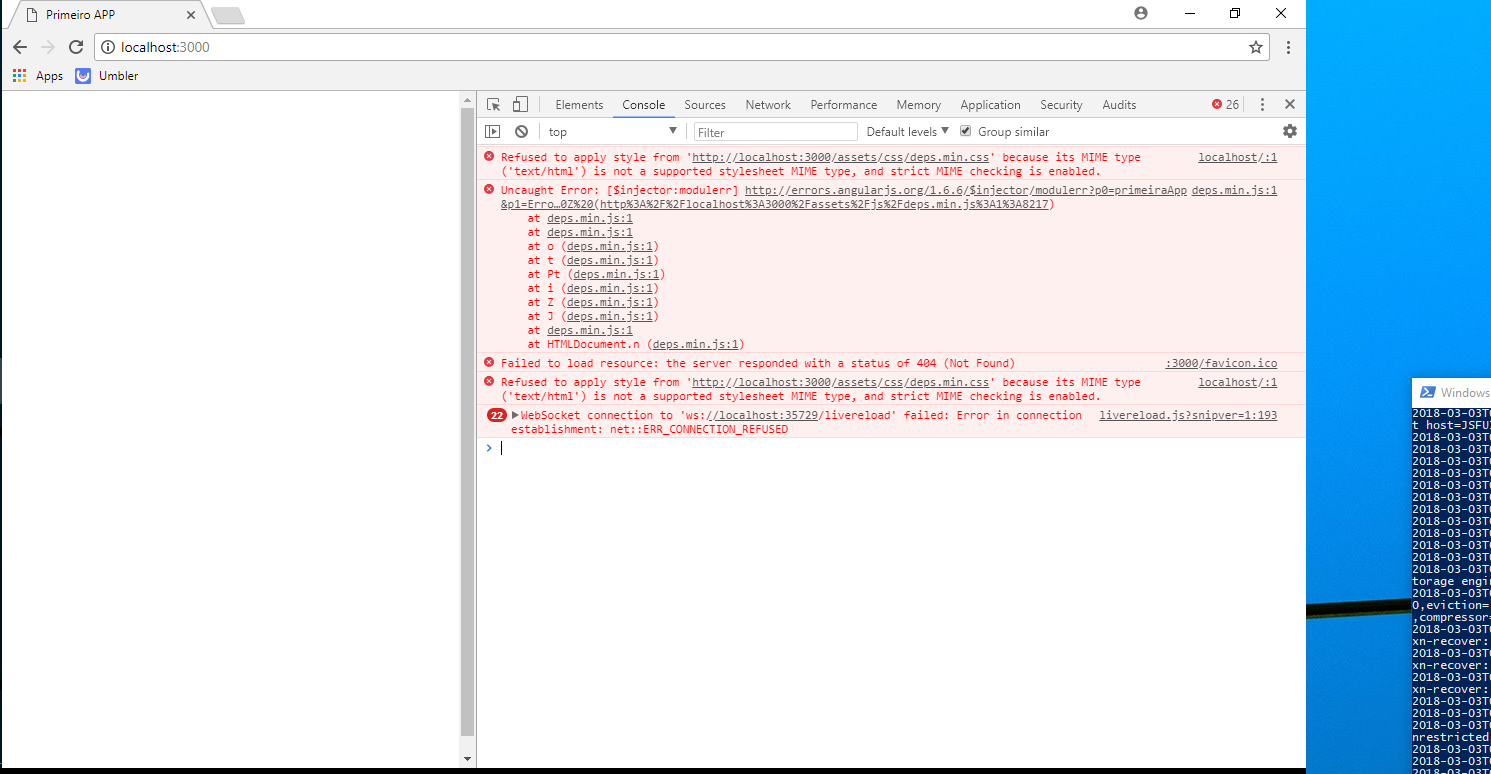 Primeiro APP
localhost:3000
Apps Umbler
Elements Console Sources Network Performance Memory Application Security Audits 26
top Filter Default levels Group similar
Refused to apply style from 'http://localhost:3000/assets/css/deps.min.css' because its MIME type localhost/:1
('text/html') is not a supported stylesheet MIME type, and strict MIME checking is enabled.
Uncaught Error: [$injector:modulerr] http://errors.angularjs.org/1.6.6/$injector/modulerr?p0=primeiraApp deps.min.js:1
&p1=Erro…0Z%20(http%3A%2F%2Flocalhost%3A3000%2Fassets%2Fjs%2Fdeps.min.js%3A1%3A8217)
at deps.min.js:1
at deps.min.js:1
at o (deps.min.js:1)
at t (deps.min.js:1)
at Pt (deps.min.js:1)
at i (deps.min.js:1)
at Z (deps.min.js:1)
at J (deps.min.js:1)
at deps.min.js:1
at HTMLDocument.n (deps.min.js:1)
Failed to load resource: the server responded with a status of 404 (Not Found) :3000/favicon.ico
Refused to apply style from 'http://localhost:3000/assets/css/deps.min.css' because its MIME type localhost/:1
('text/html') is not a supported stylesheet MIME type, and strict MIME checking is enabled.
22 WebSocket connection to 'ws://localhost:35729/livereload' failed: Error in connection livereload.js?snipver=1:193
establishment: net::ERR_CONNECTION_REFUSED
Windows
2018-03-03T
t host=JSFU
2018-03-03T
2018-03-03T
2018-03-03T
2018-03-03T
2018-03-03T
2018-03-03T
2018-03-03T
2018-03-03T
2018-03-03T
2018-03-03T
2018-03-03T
2018-03-03T
torage engi
2018-03-03T
0,eviction=
,compressor=
2018-03-03T
xn-recover:
2018-03-03T
xn-recover:
2018-03-03T
xn-recover:
2018-03-03T
2018-03-03T
nrestricted
2018-03-03T
2018-03-03T
2018-03-03T